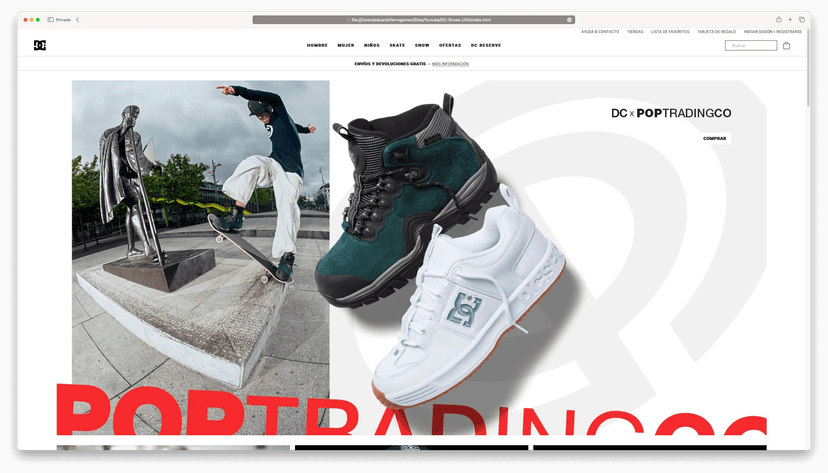 Privado
file:///Users/eduardofierropro/Sites/Youtube/DC-Shoes-USA/index.html
AYUDA & CONTACTO TIENDAS LISTA DE FAVORITOS TARJETA DE REGALO INICIAR SESIÓN / REGISTRARSE
HOMBRE MUJER NIÑOS SKATE SNOW OFERTAS DC RESERVE
Buscar
ENVÍOS Y DEVOLUCIONES GRATIS - MÁS INFORMACIÓN
DC x POPTRADINGCO
COMPRAR
POPTRADINGCO